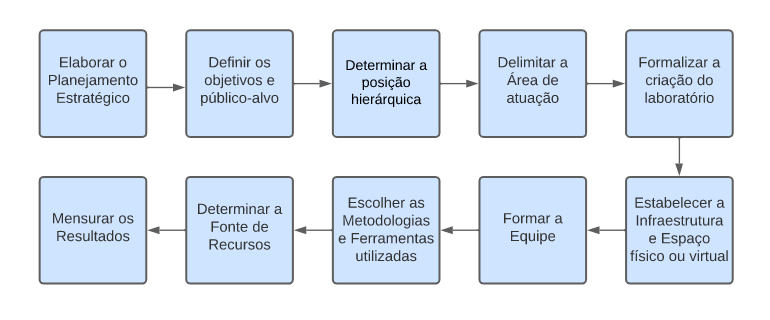 Elaborar o
Planejamento
Estratégico
Definir os
objetivos e
público-alvo
Determinar a
posição
hierárquica
Delimitar a
Área de
atuação
Formalizar a
criação do
laboratório
Estabelecer a
Infraestrutura
e Espaço
físico ou virtual
Formar a
Equipe
Escolher as
Metodologias
e Ferramentas
utilizadas
Determinar a
Fonte de
Recursos
Mensurar os
Resultados